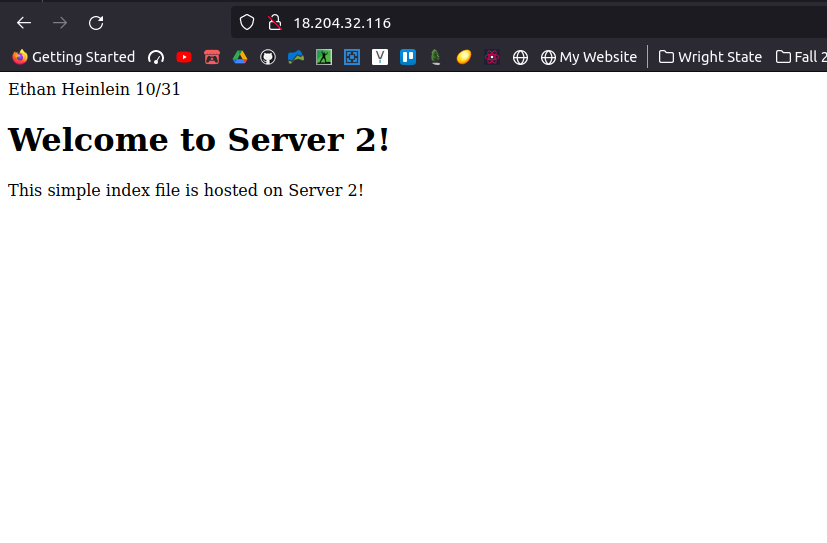 18.204.32.116
Getting Started My Website Wright State Fall 2
Ethan Heinlein 10/31
Welcome to Server 2!
This simple index file is hosted on Server 2!